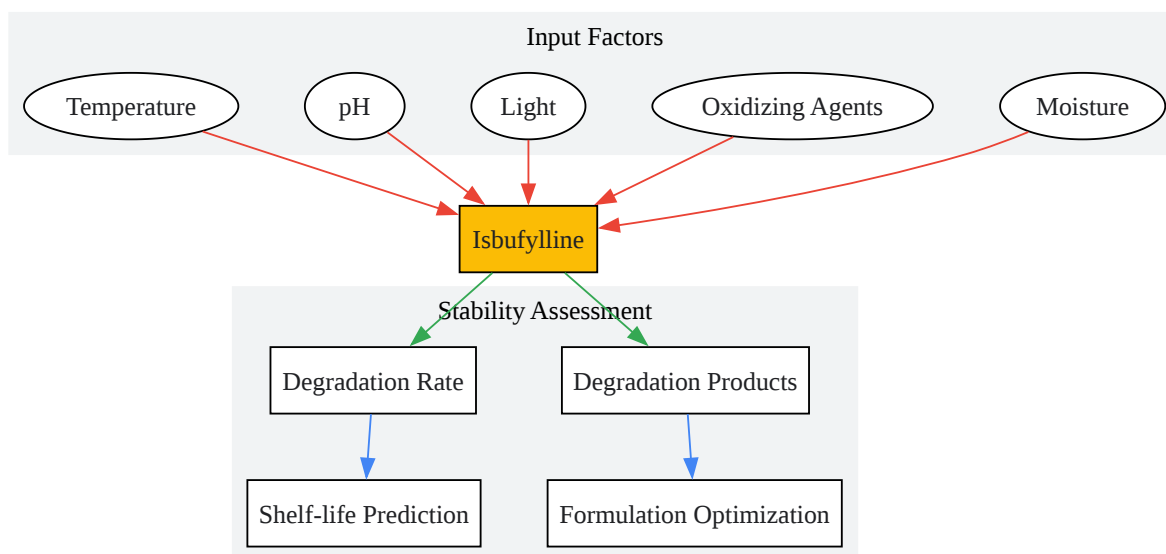 Input Factors
Temperature
pH
Light
Oxidizing Agents
Moisture
Isbufylline
Stability Assessment
Degradation Rate
Degradation Products
Shelf-life Prediction
Formulation Optimization